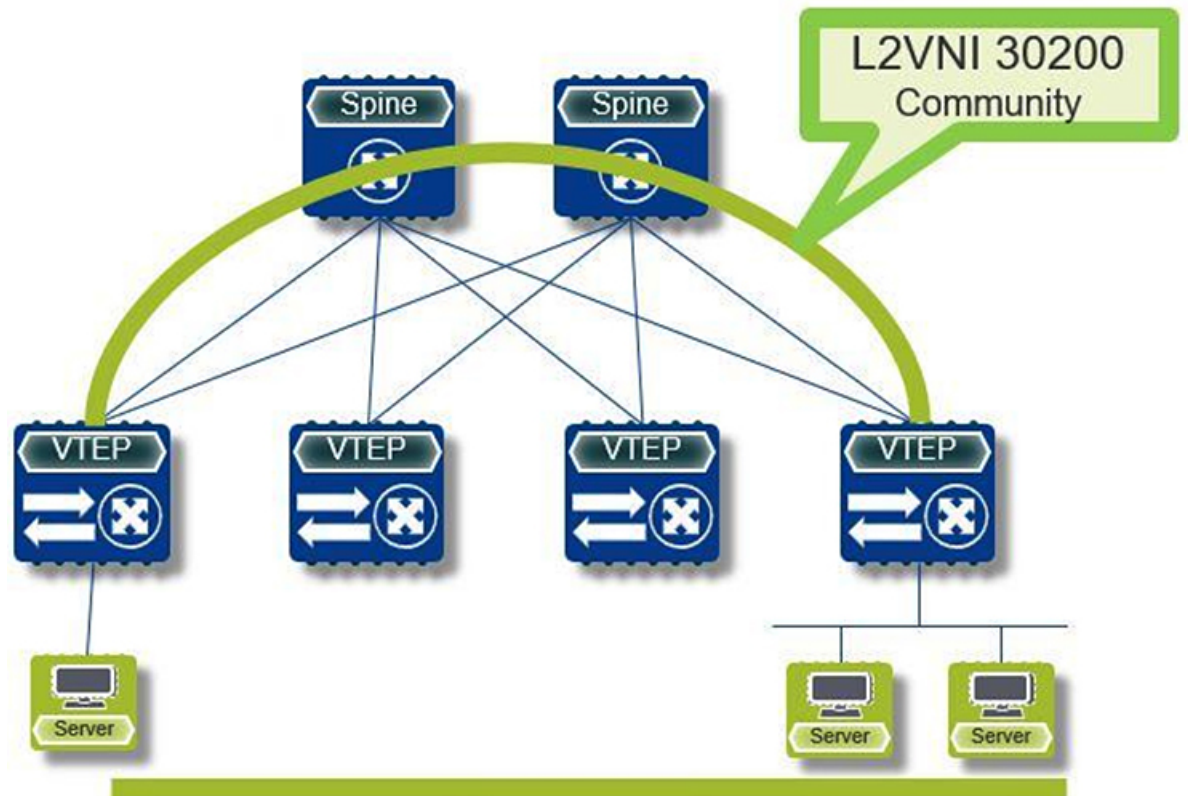 L2VNI 30200
Community
Spine
Spine
VTEP
VTEP
VTEP
VTEP
Server
Server
Server